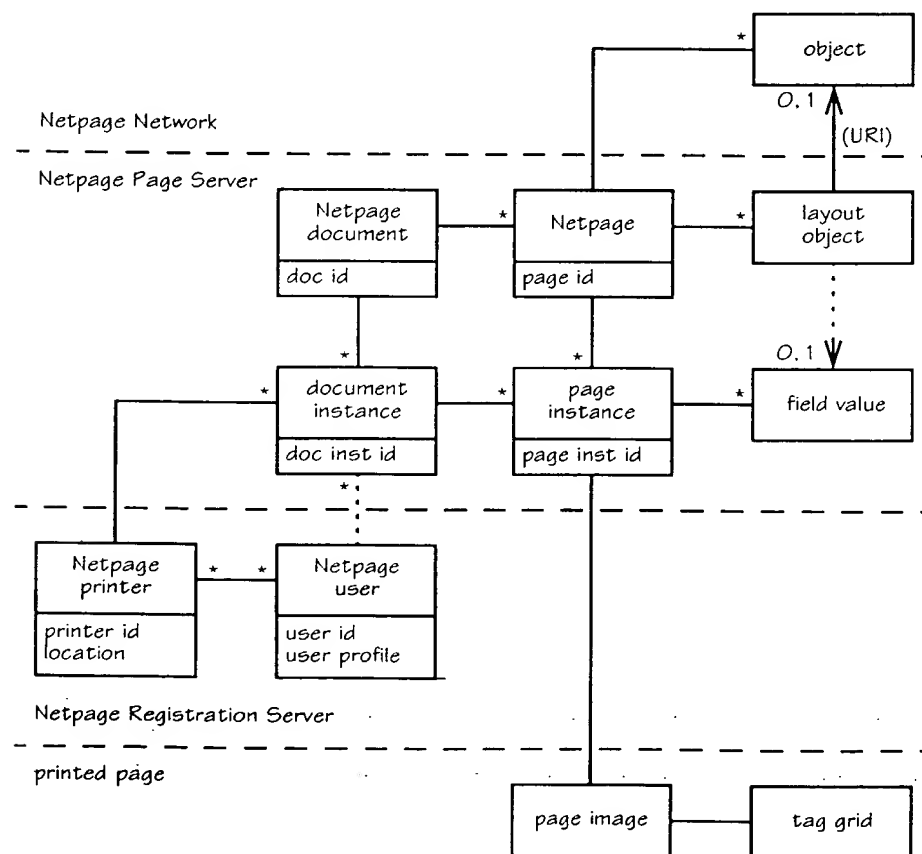 *
object
0.1
(URI)
Netpage Network
Netpage Page Server
Netpage
document
doc id
*
Netpage
page id
*
layout
object
*
*
0.1
*
document
instance
doc inst id
*
page
instance
page inst id
*
field value
*
Netpage
printer
printer id
location
* *
Netpage
user
user id
user profile
Netpage Registration Server
printed page
page image
tag grid